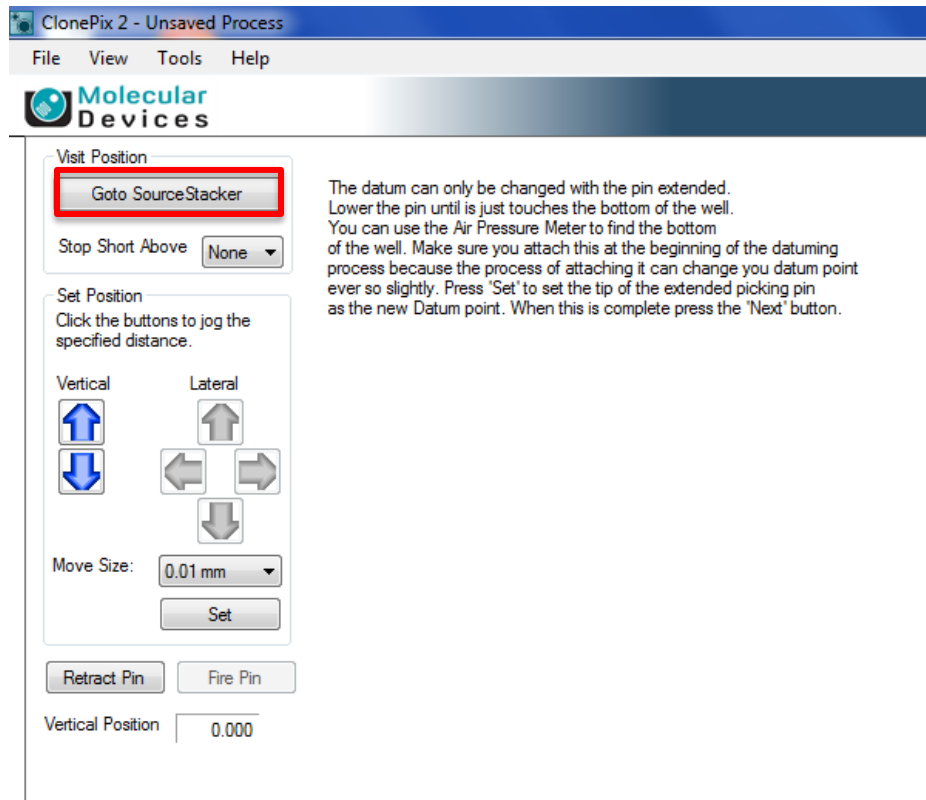 ClonePix 2 - Unsaved Process
File View Tools Help
Molecular
Devices
Visit Position
Goto SourceStacker
Stop Short Above None
Set Position
Click the buttons to jog the
specified distance.
Vertical Lateral
Move Size: 0.01 mm
Set
Retract Pin Fire Pin
Vertical Position 0.000
The datum can only be changed with the pin extended.
Lower the pin until is just touches the bottom of the well.
You can use the Air Pressure Meter to find the bottom
of the well. Make sure you attach this at the beginning of the datuming
process because the process of attaching it can change you datum point
ever so slightly. Press 'Set' to set the tip of the extended picking pin
as the new Datum point. When this is complete press the 'Next' button.